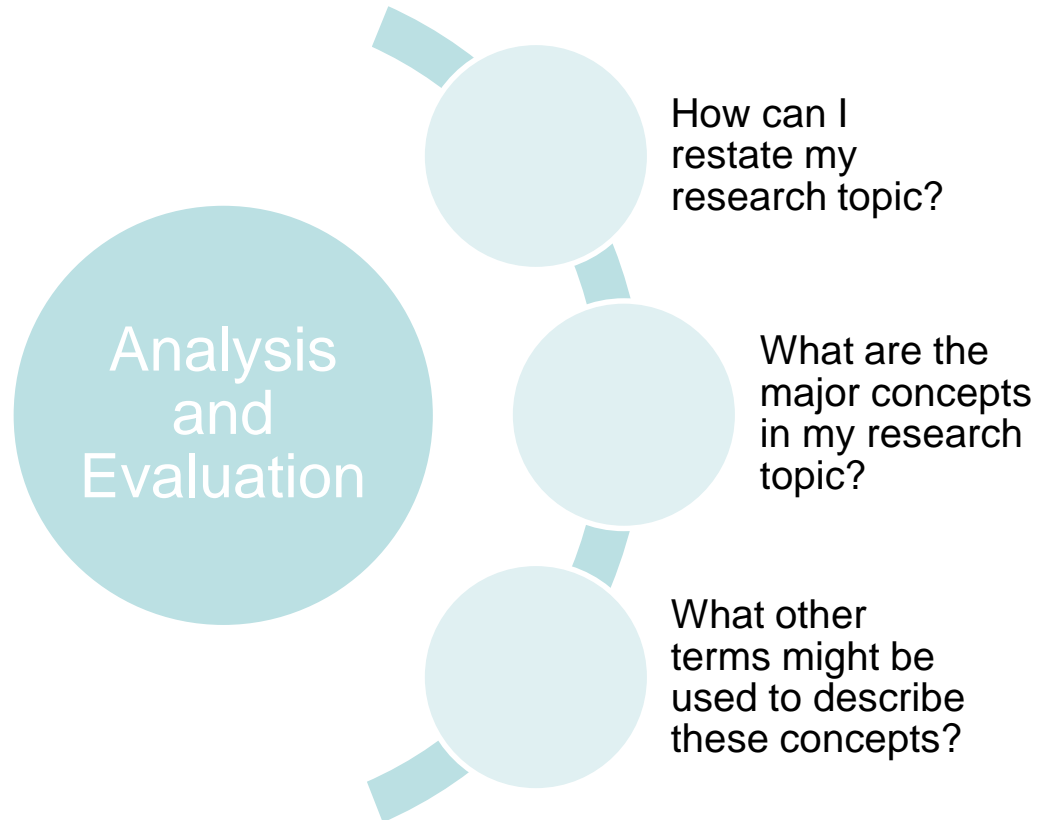 Analysis
and
Evaluation
How can I
restate my
research topic?
What are the
major concepts
in my research
topic?
What other
terms might be
used to describe
these concepts?